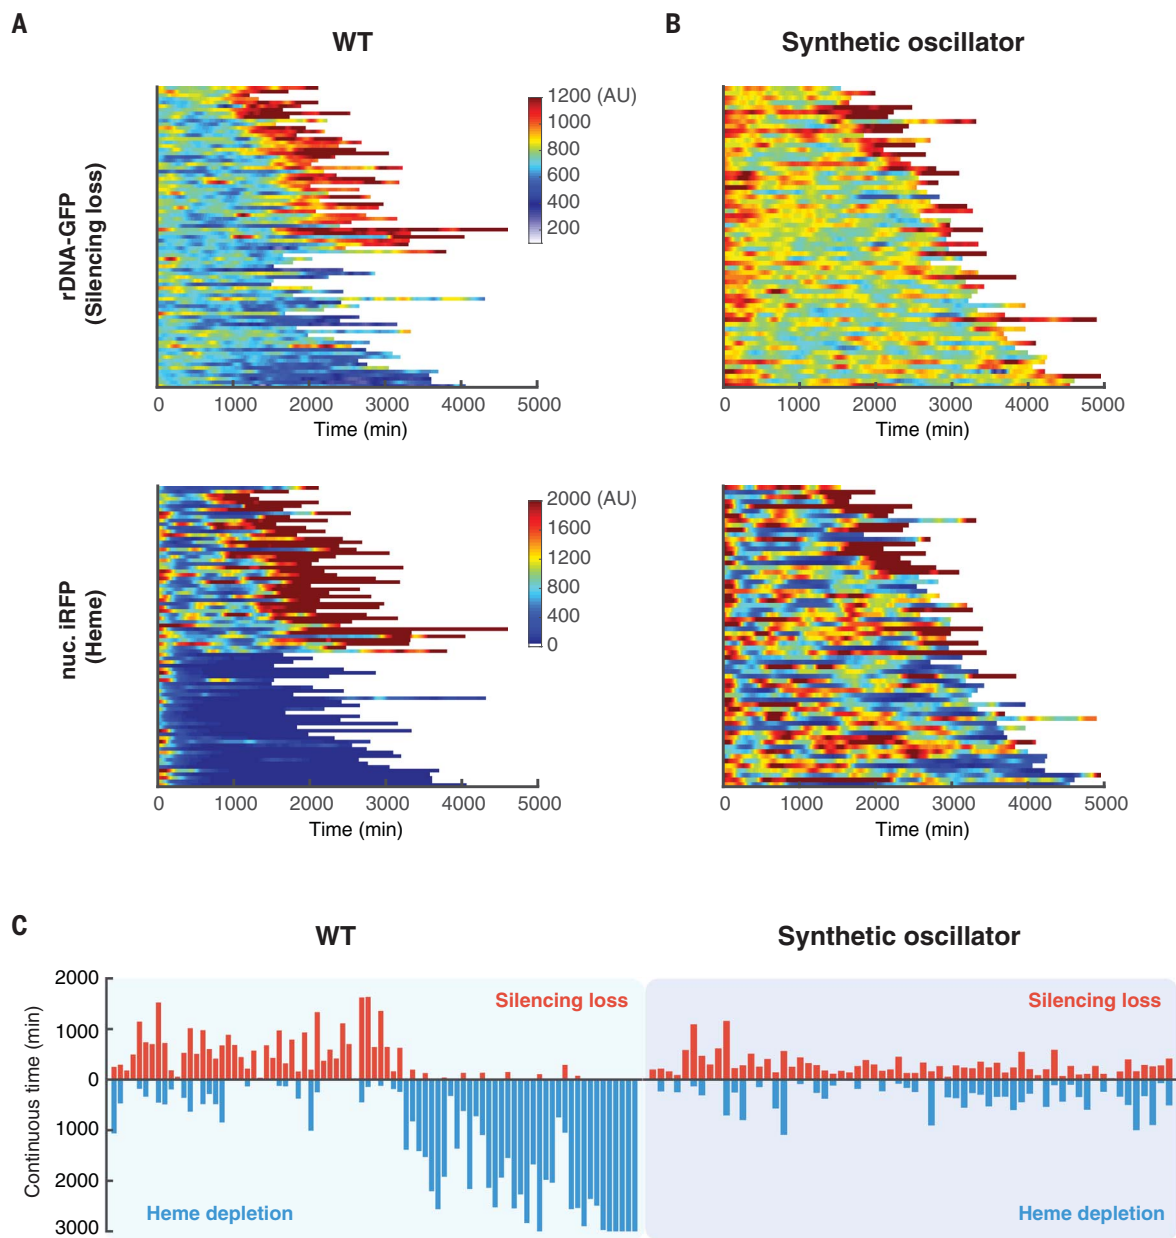 A
B
WT
Synthetic oscillator
rDNA-GFP
(Silencing loss)
1200 (AU)
1000
800
600
400
200
0 1000 2000 3000 4000 5000
Time (min)
0 1000 2000 3000 4000 5000
Time (min)
nuc. iRFP
(Heme)
2000 (AU)
1600
1200
800
400
0
0 1000 2000 3000 4000 5000
Time (min)
0 1000 2000 3000 4000 5000
Time (min)
C
WT
Synthetic oscillator
Continuous time (min)
2000
1000
0
1000
2000
3000
Silencing loss
Heme depletion
Silencing loss
Heme depletion